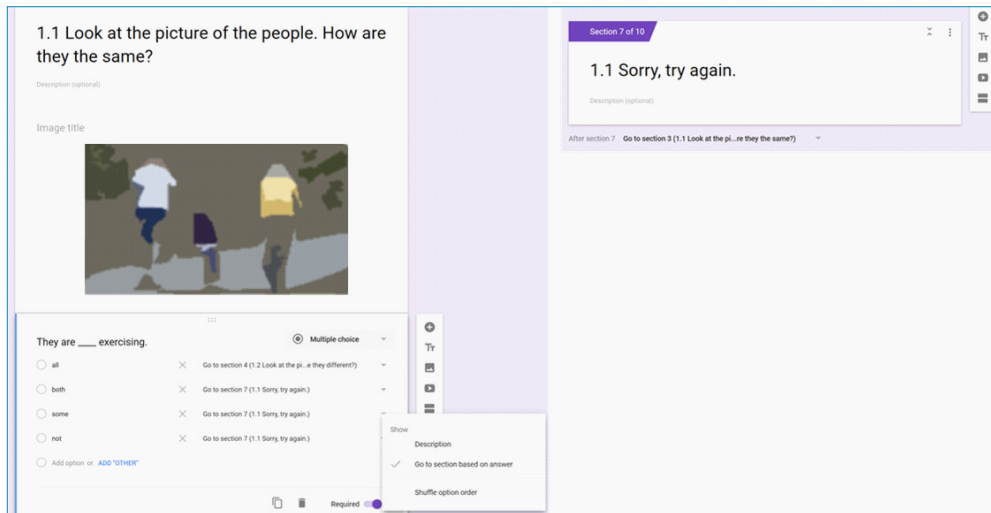 1.1 Look at the picture of the people. How are
they the same?
Description (optional)
Image title
They are ____ exercising.
Multiple choice
all
Go to section 4 (1.2 Look at the pi...e they different?)
both
Go to section 7 (1.1 Sorry, try again.)
some
Go to section 7 (1.1 Sorry, try again.)
not
Go to section 7 (1.1 Sorry, try again.)
Add option or ADD "OTHER"
Required
Tт
Show
Description
Go to section based on answer
Shuffle option order
Section 7 of 10
1.1 Sorry, try again.
Description (optional)
After section 7 Go to section 3 (1.1 Look at the pi...re they the same?)
Tт